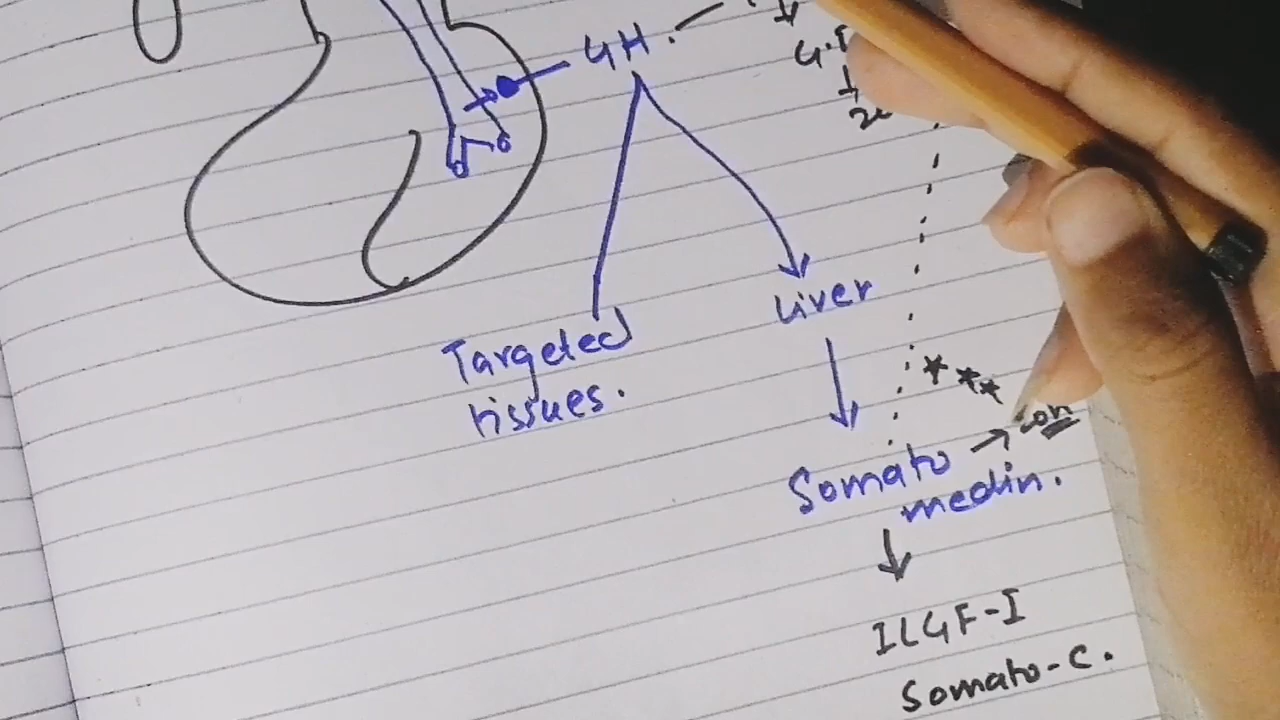 GH.
Targeted
tissues.
Liver
Somato
medin.
ILGF-I
Somato-C.